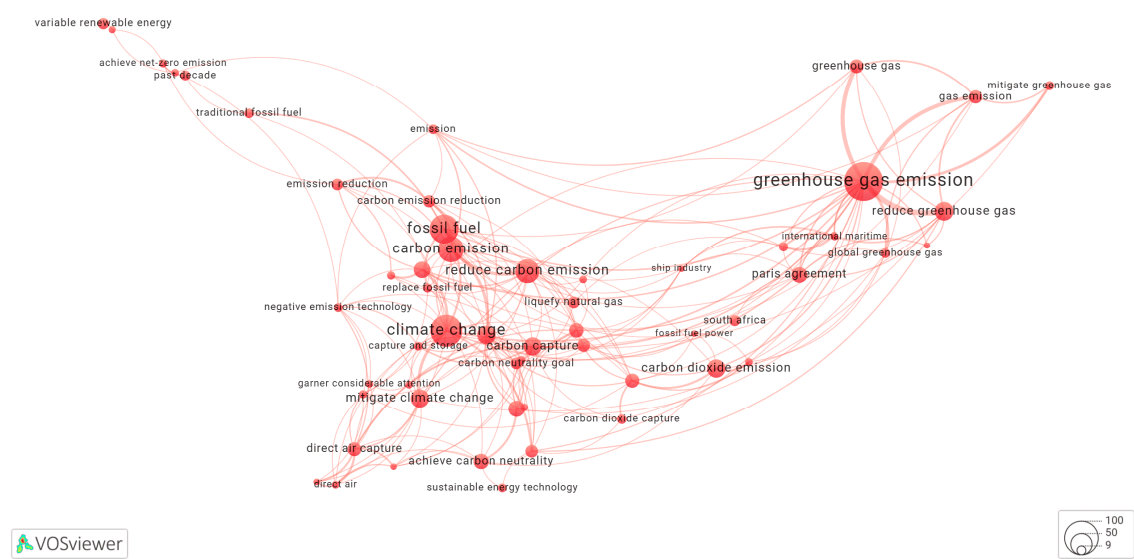 variable renewable energy
achieve net-zero emission
past decade
greenhouse gas
mitigate greenhouse gas
gas emission
traditional fossil fuel
emission
greenhouse gas emission
emission reduction
carbon emission reduction
reduce greenhouse gas
fossil fuel
carbon emission
international maritime
global greenhouse gas
reduce carbon emission
ship industry
paris agreement
replace fossil fuel
liquefy natural gas
negative emission technology
south africa
climate change
fossil fuel power
capture and storage
carbon capture
carbon neutrality goal
carbon dioxide emission
garner considerable attention
mitigate climate change
carbon dioxide capture
direct air capture
achieve carbon neutrality
direct air
sustainable energy technology
VOSviewer
100
50
9